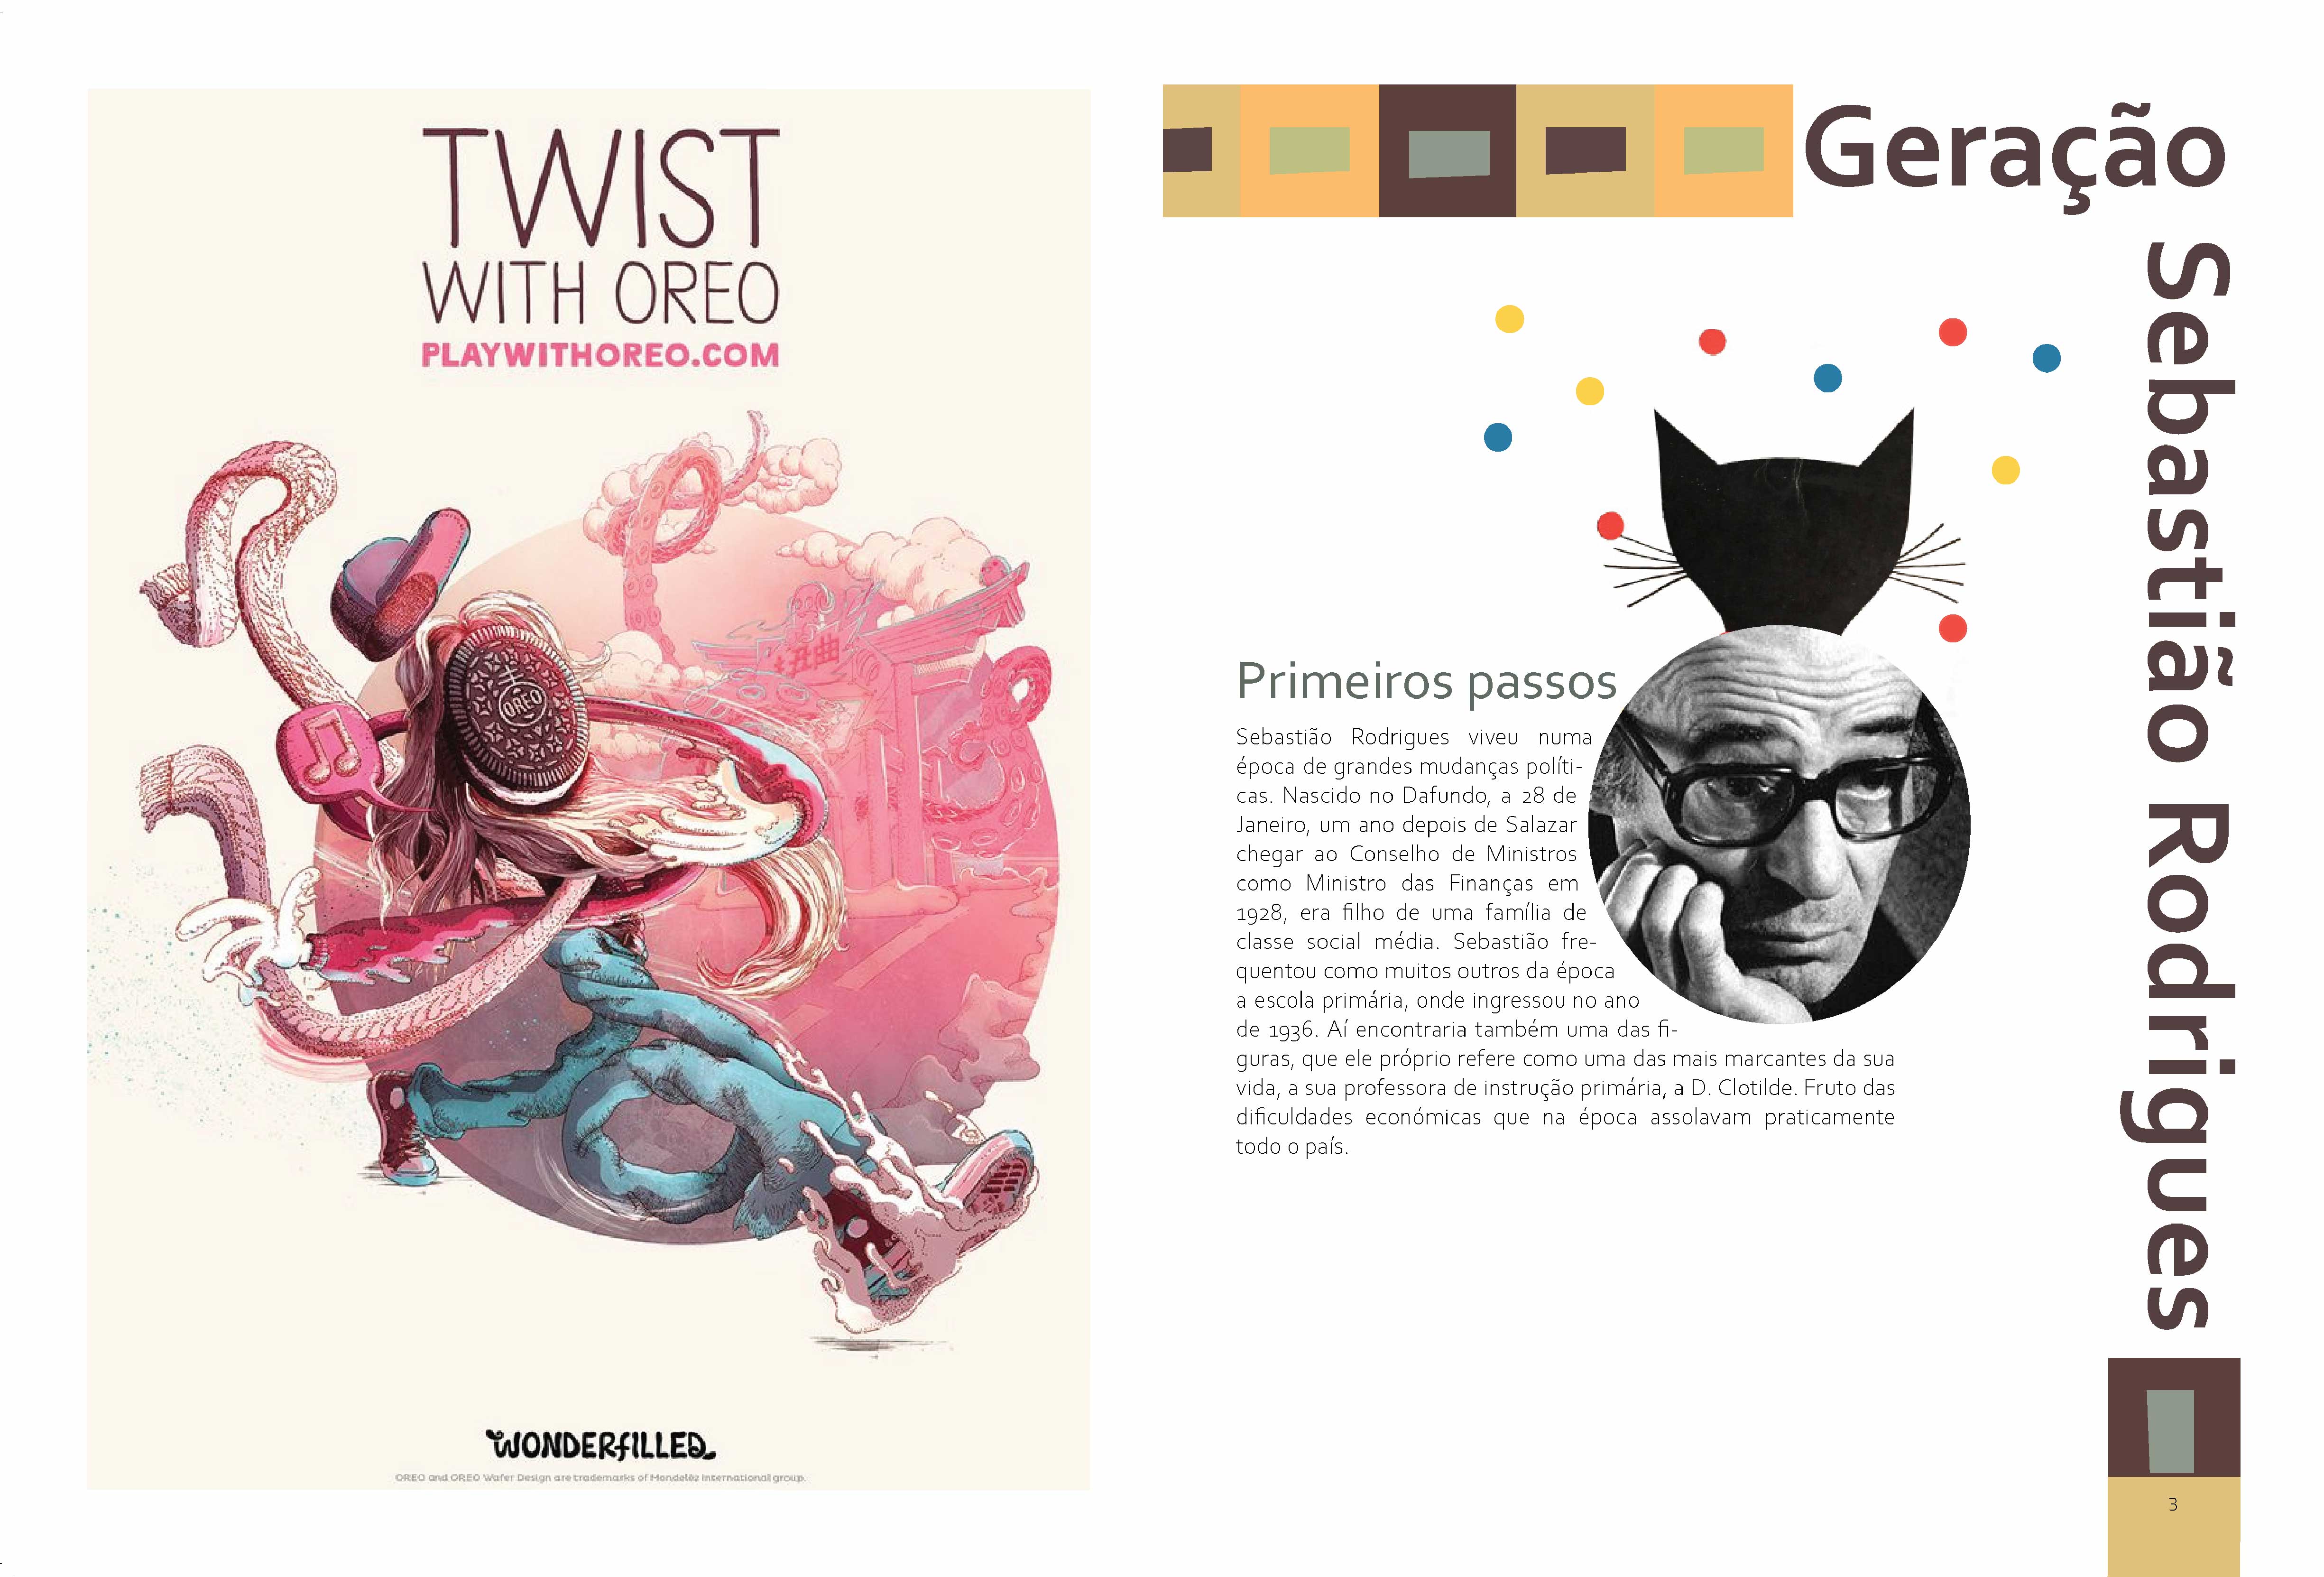 TWIST
WITH OREO
PLAYWITHOREO.COM
扭曲
OREO
WONDERFILLED
OREO and OREO Wafer Design are trademarks of Mondelēz International group.
Geração
Sebastião Rodrigues
Primeiros passos
Sebastião Rodrigues viveu numa
época de grandes mudanças políti-
cas. Nascido no Dafundo, a 28 de
Janeiro, um ano depois de Salazar
chegar ao Conselho de Ministros
como Ministro das Finanças em
1928, era filho de uma família de
classe social média. Sebastião fre-
quentou como muitos outros da época
a escola primária, onde ingressou no ano
de 1936. Aí encontraria também uma das fi-
guras, que ele próprio refere como uma das mais marcantes da sua
vida, a sua professora de instrução primária, a D. Clotilde. Fruto das
dificuldades económicas que na época assolavam praticamente
todo o país.
3